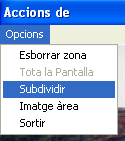 Accions de
Opcions
Esborrar zona
Tota la Pantalla
Subdividir
Imatge àrea
Sortir